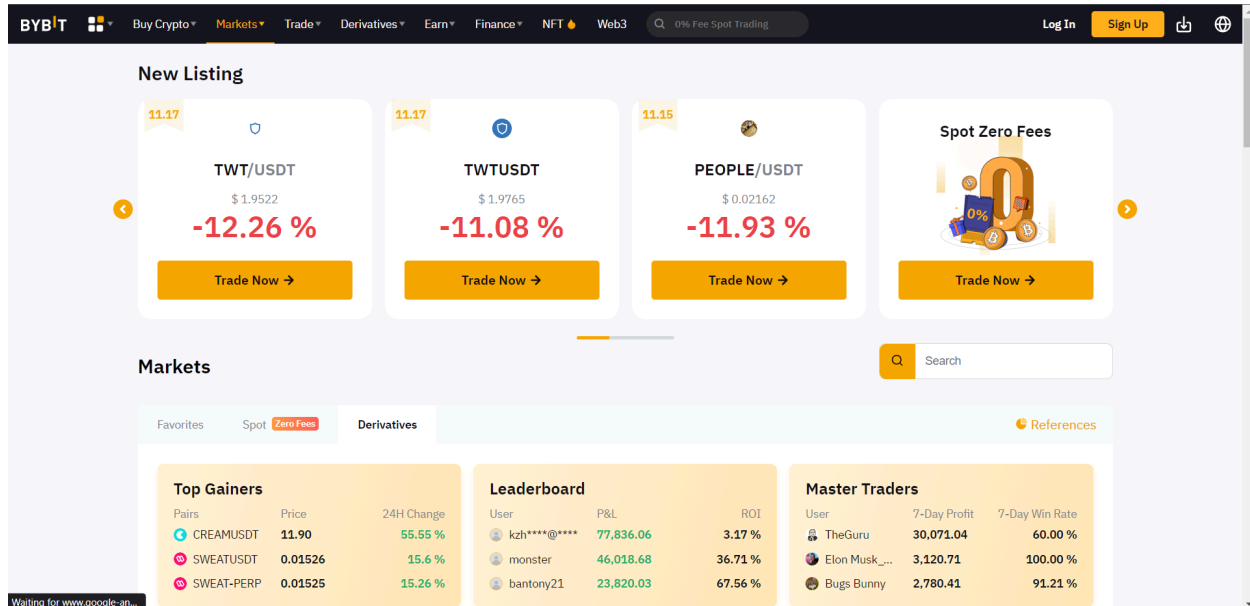 BYBIT Buy Crypto Markets Trade Derivatives Earn Finance NFT Web3 0% Fee Spot Trading Log In Sign Up
New Listing
11.17 11.17 11.15
Spot Zero Fees
TWT/USDT TWTUSDT PEOPLE/USDT
$ 1.9522 $ 1.9765 $ 0.02162
0%
-12.26 % -11.08 % -11.93 %
Trade Now → Trade Now → Trade Now → Trade Now →
Markets Search
Favorites Spot Zero Fees Derivatives References
Top Gainers Leaderboard Master Traders
Pairs Price 24H Change User P&L ROI User 7-Day Profit 7-Day Win Rate
CREAMUSDT 11.90 55.55 % kzh****@**** 77,836.06 3.17 % TheGuru 30,071.04 60.00 %
SWEATUSDT 0.01526 15.6 % monster 46,018.68 36.71 % Elon Musk_... 3,120.71 100.00 %
SWEAT-PERP 0.01525 15.26 % bantony21 23,820.03 67.56 % Bugs Bunny 2,780.41 91.21 %
Waiting for www.google-an...